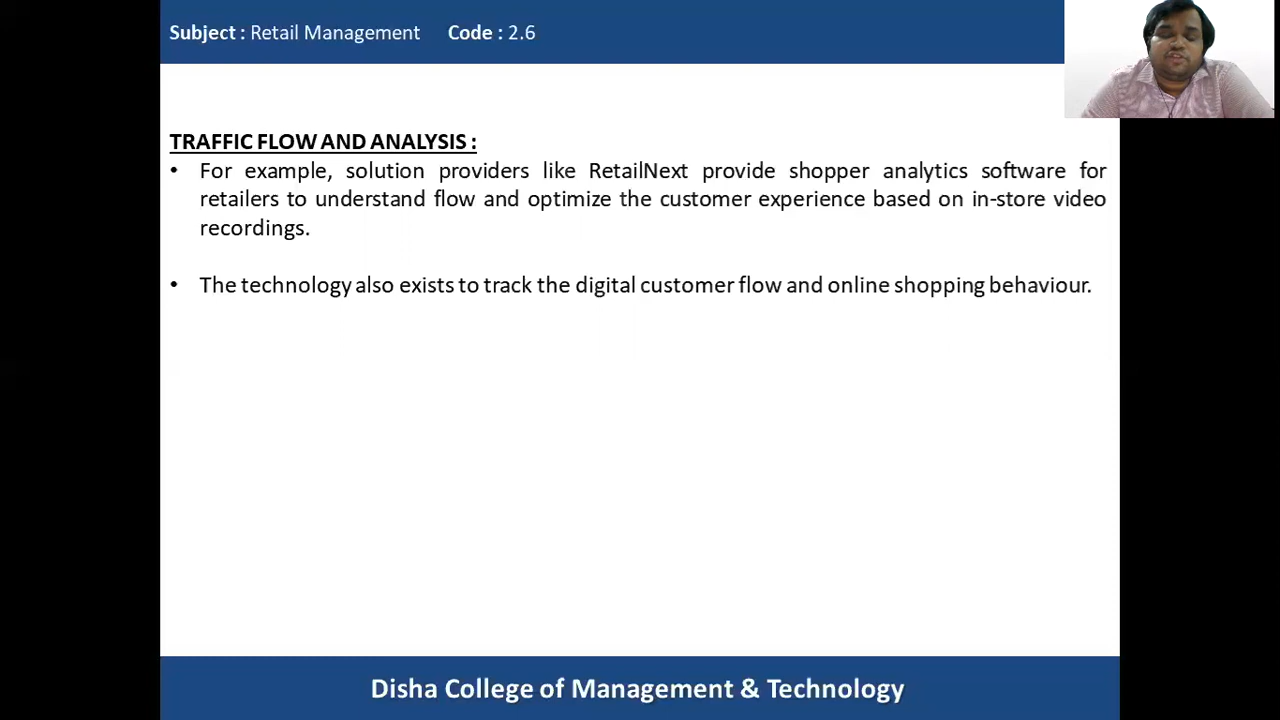 Subject : Retail Management Code : 2.6
TRAFFIC FLOW AND ANALYSIS :
• For example, solution providers like RetailNext provide shopper analytics software for
retailers to understand flow and optimize the customer experience based on in-store video
recordings.
• The technology also exists to track the digital customer flow and online shopping behaviour.
Disha College of Management & Technology